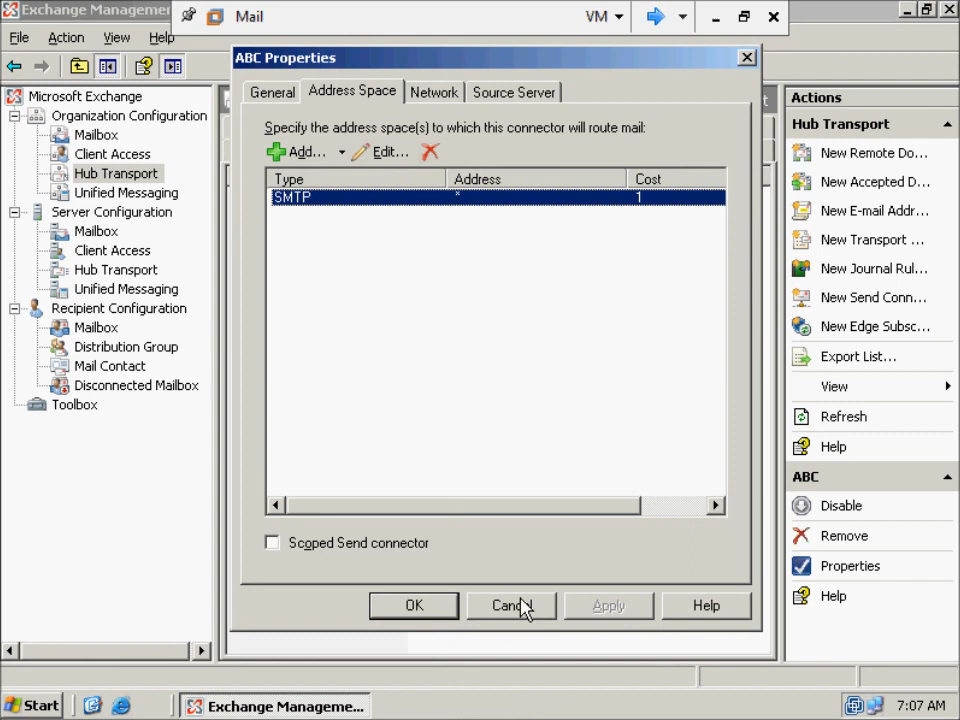 Exchange Managemer
Mail
VM
File Action View Help
ABC Properties
General Address Space Network Source Server
Specify the address space(s) to which this connector will route mail:
Add... Edit...
Type Address Cost
SMTP * 1
Scoped Send connector
OK Cancel Apply Help
Microsoft Exchange
Organization Configuration
Mailbox
Client Access
Hub Transport
Unified Messaging
Server Configuration
Mailbox
Client Access
Hub Transport
Unified Messaging
Recipient Configuration
Mailbox
Distribution Group
Mail Contact
Disconnected Mailbox
Toolbox
Actions
Hub Transport
New Remote Do...
New Accepted D...
New E-mail Addr...
New Transport ...
New Journal Rul...
New Send Conn...
New Edge Subsc...
Export List...
View
Refresh
Help
ABC
Disable
Remove
Properties
Help
Start
Exchange Manageme...
7:07 AM